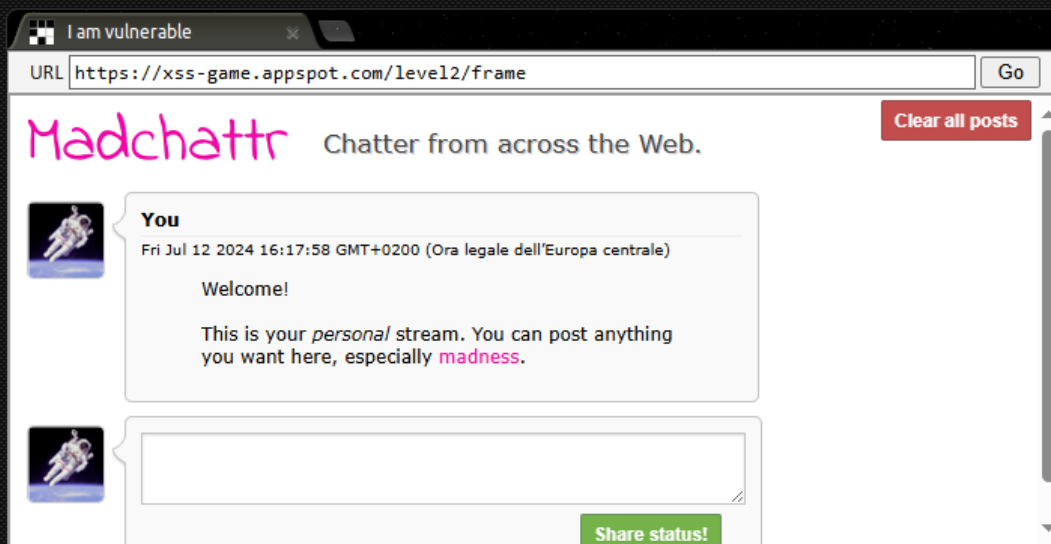 I am vulnerable
URL https://xss-game.appspot.com/level2/frame Go
Madchattr Chatter from across the Web. Clear all posts
You
Fri Jul 12 2024 16:17:58 GMT+0200 (Ora legale dell’Europa centrale)
Welcome!
This is your personal stream. You can post anything
you want here, especially madness.
Share status!